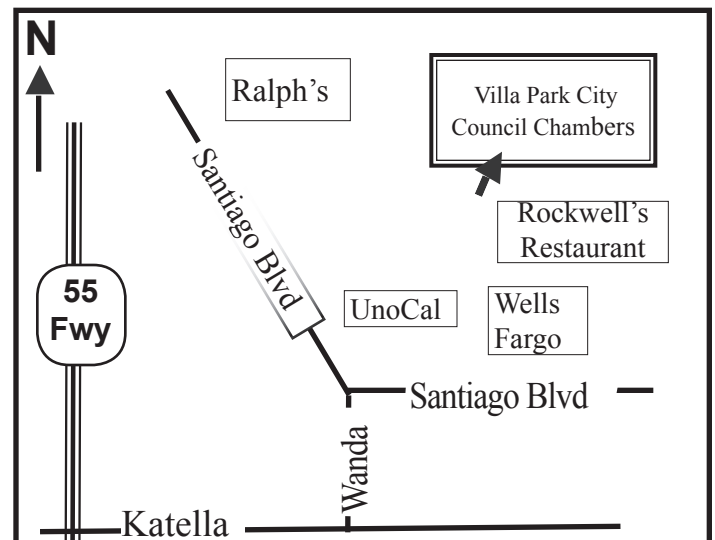 N
Ralph's
Villa Park City
Council Chambers
Santiago Blvd
Rockwell's
Restaurant
55
Fwy
UnoCal
Wells
Fargo
Santiago Blvd
Wanda
Katella